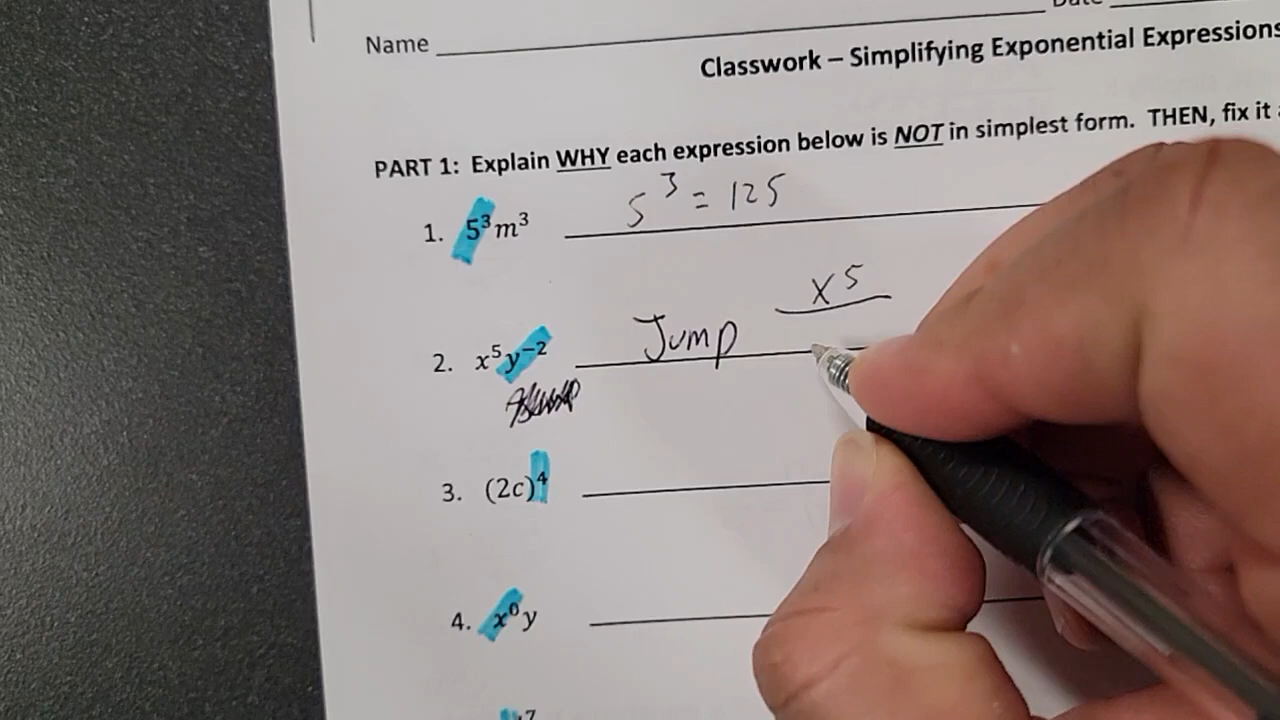 Name
Classwork – Simplifying Exponential Expressions
PART 1: Explain WHY each expression below is NOT in simplest form. THEN, fix it
1. 5³m³ 5³ = 125
x⁵
2. x⁵y⁻² Jump
3. (2c)⁴
4. x⁰y
7